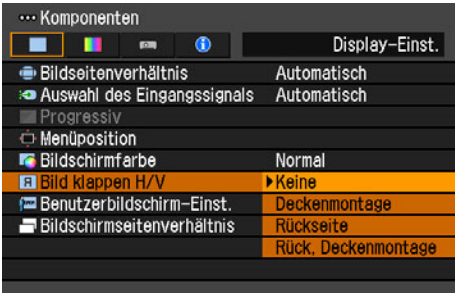 ··· Komponenten
Display-Einst.
Bildseitenverhältnis Automatisch
Auswahl des Eingangssignals Automatisch
Progressiv
Menüposition
Bildschirmfarbe Normal
Bild klappen H/V ▶Keine
Benutzerbildschirm-Einst. Deckenmontage
Bildschirmseitenverhältnis Rückseite
Rück, Deckenmontage